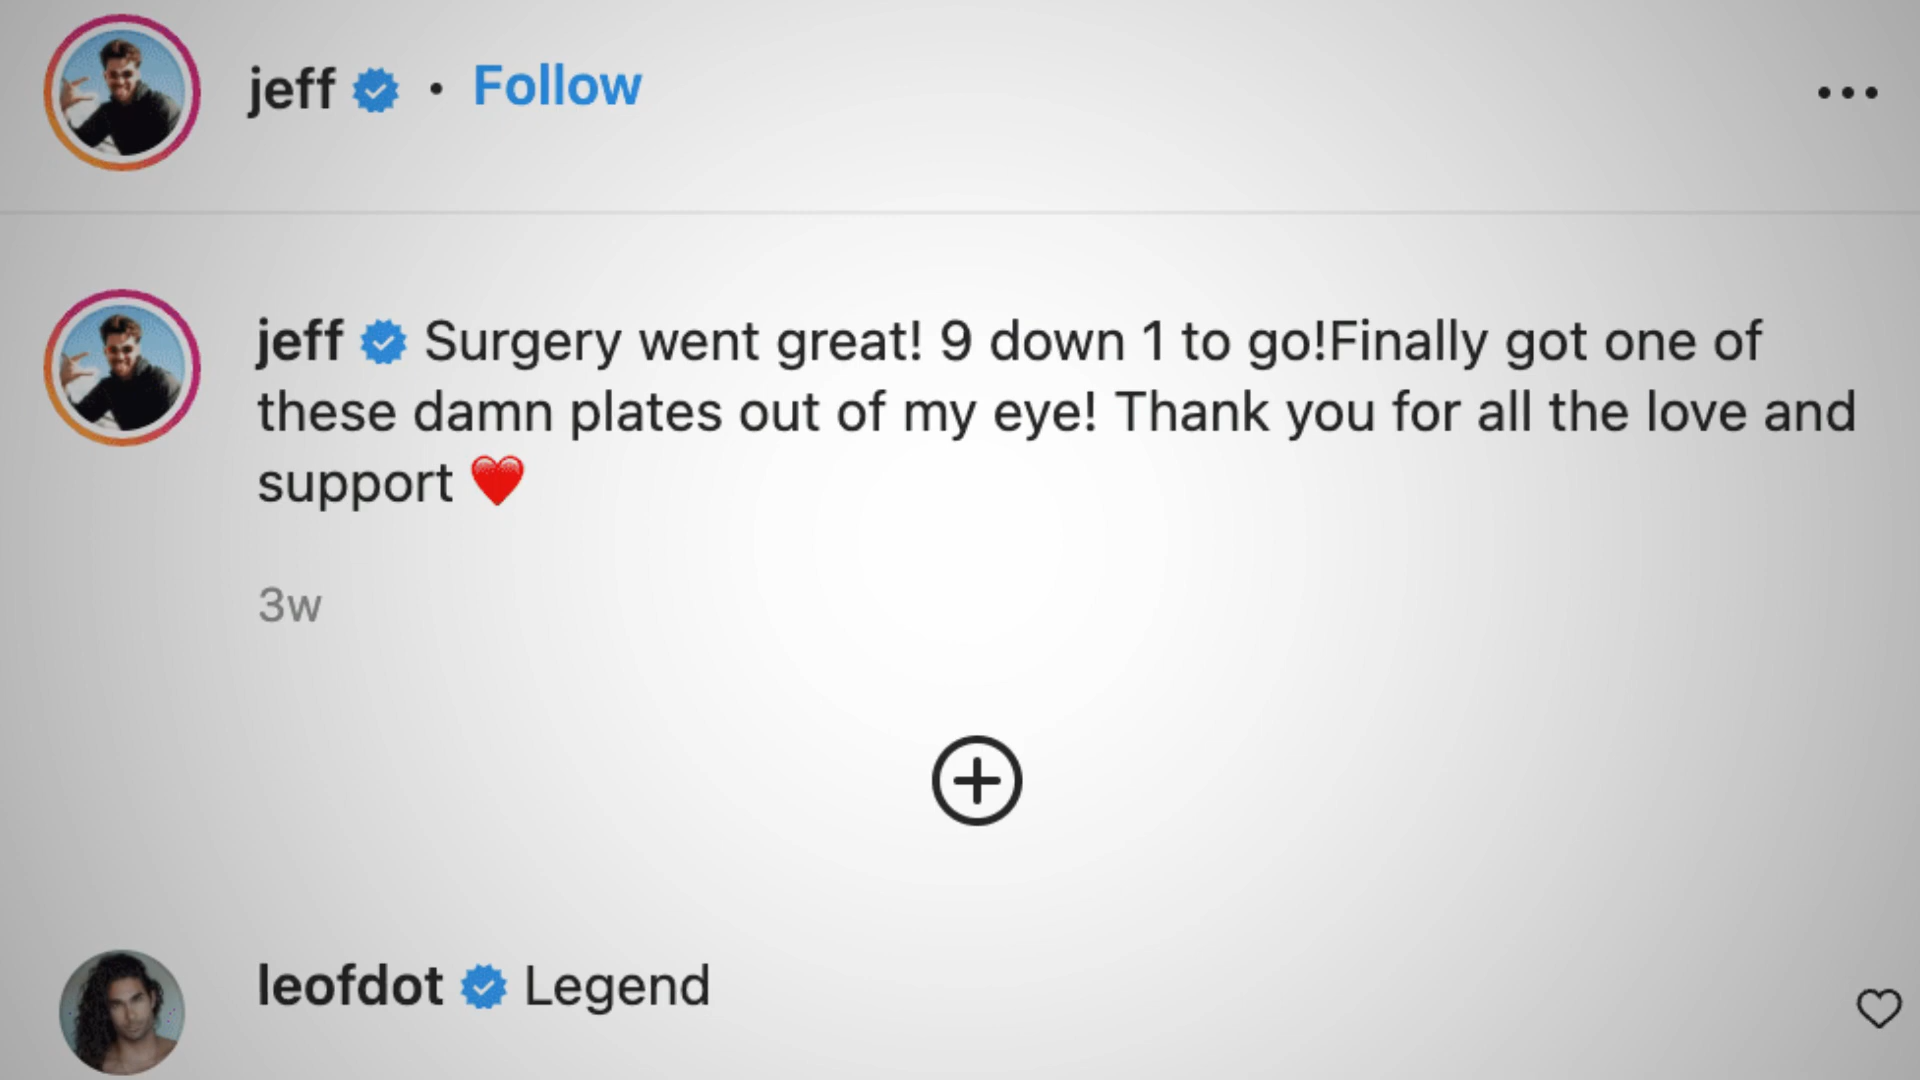 jeff • Follow
jeff Surgery went great! 9 down 1 to go!Finally got one of
these damn plates out of my eye! Thank you for all the love and
support ❤️
3w
leofdot Legend